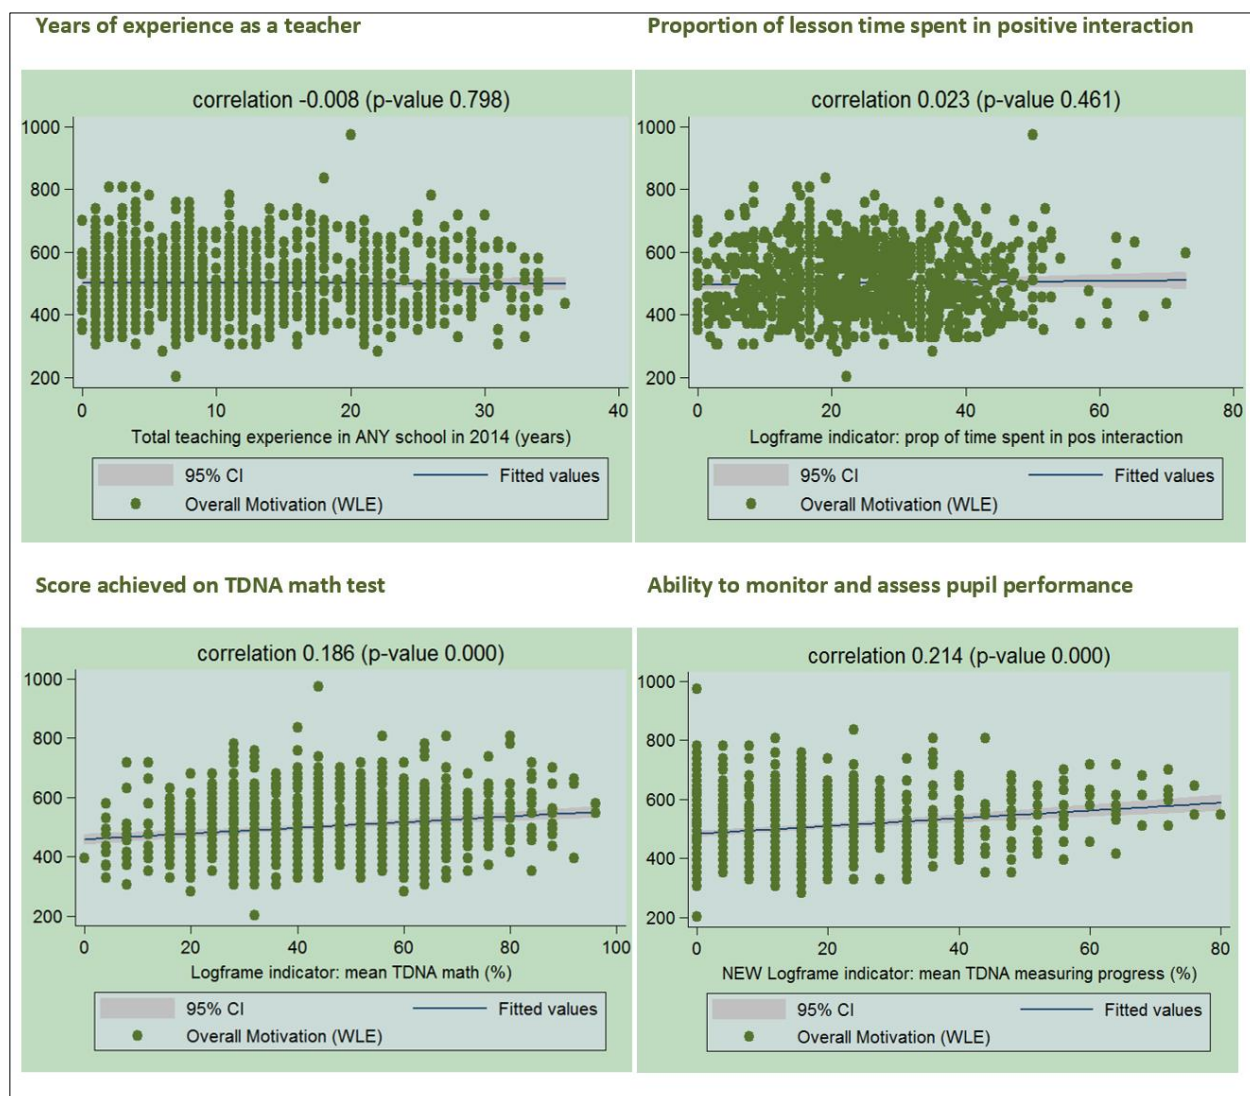 Years of experience as a teacher
correlation -0.008 (p-value 0.798)
1000
800
600
400
200
0 10 20 30 40
Total teaching experience in ANY school in 2014 (years)
95% CI Fitted values
Overall Motivation (WLE)
Proportion of lesson time spent in positive interaction
correlation 0.023 (p-value 0.461)
1000
800
600
400
200
0 20 40 60 80
Logframe indicator: prop of time spent in pos interaction
95% CI Fitted values
Overall Motivation (WLE)
Score achieved on TDNA math test
correlation 0.186 (p-value 0.000)
1000
800
600
400
200
0 20 40 60 80 100
Logframe indicator: mean TDNA math (%)
95% CI Fitted values
Overall Motivation (WLE)
Ability to monitor and assess pupil performance
correlation 0.214 (p-value 0.000)
1000
800
600
400
200
0 20 40 60 80
NEW Logframe indicator: mean TDNA measuring progress (%)
95% CI Fitted values
Overall Motivation (WLE)